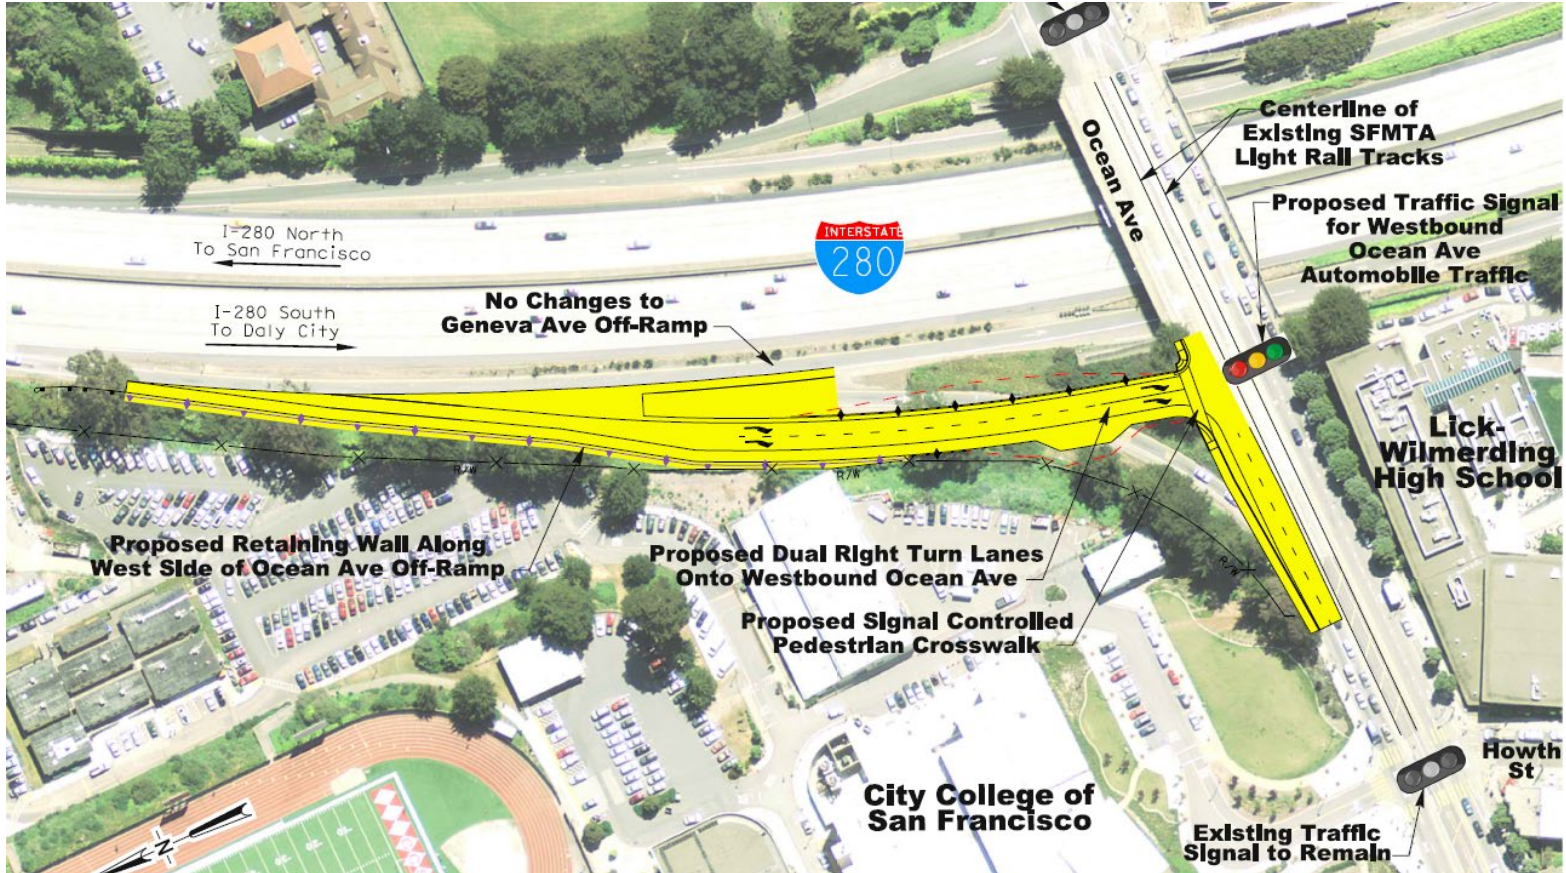 Centerline of
Existing SFMTA
Light Rail Tracks
Ocean Ave
Proposed Traffic Signal
for Westbound
Ocean Ave
Automobile Traffic
I-280 North
To San Francisco
INTERSTATE
280
I-280 South
To Daly City
No Changes to
Geneva Ave Off-Ramp
Lick-
Wilmerding
High School
R/W
R/W
R/W
Proposed Retaining Wall Along
West Side of Ocean Ave Off-Ramp
Proposed Dual Right Turn Lanes
Onto Westbound Ocean Ave
Proposed Signal Controlled
Pedestrian Crosswalk
City College of
San Francisco
Howth
St
Existing Traffic
Signal to Remain
N